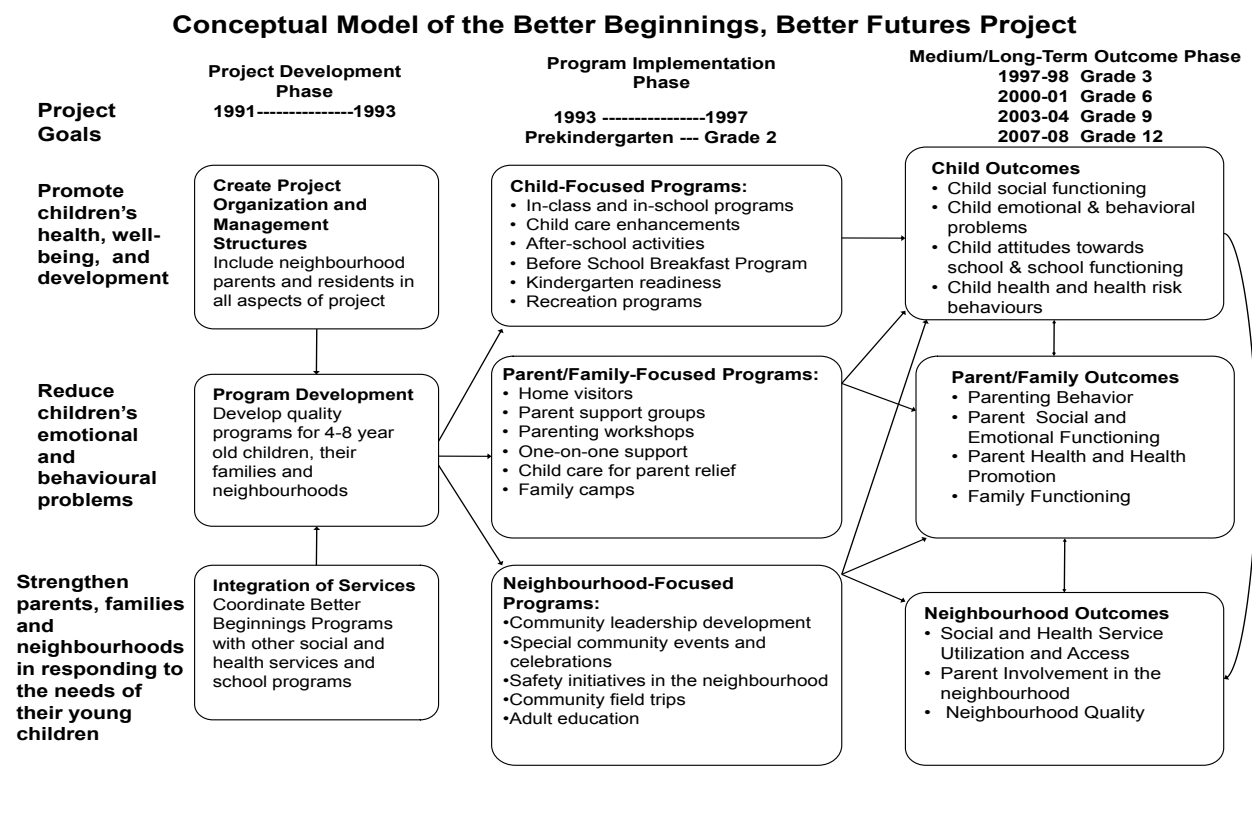 Conceptual Model of the Better Beginnings, Better Futures Project
Project
Goals
Project Development
Phase
1991---------------1993
Program Implementation
Phase
1993 ----------------1997
Prekindergarten --- Grade 2
Medium/Long-Term Outcome Phase
1997-98 Grade 3
2000-01 Grade 6
2003-04 Grade 9
2007-08 Grade 12
Promote
children's
health, well-
being, and
development
Create Project
Organization and
Management
Structures
Include neighbourhood
parents and residents in
all aspects of project
Child-Focused Programs:
• In-class and in-school programs
• Child care enhancements
• After-school activities
• Before School Breakfast Program
• Kindergarten readiness
• Recreation programs
Child Outcomes
• Child social functioning
• Child emotional & behavioral
problems
• Child attitudes towards
school & school functioning
• Child health and health risk
behaviours
Reduce
children's
emotional
and
behavioural
problems
Program Development
Develop quality
programs for 4-8 year
old children, their
families and
neighbourhoods
Parent/Family-Focused Programs:
• Home visitors
• Parent support groups
• Parenting workshops
• One-on-one support
• Child care for parent relief
• Family camps
Parent/Family Outcomes
• Parenting Behavior
• Parent Social and
Emotional Functioning
• Parent Health and Health
Promotion
• Family Functioning
Strengthen
parents, families
and
neighbourhoods
in responding to
the needs of
their young
children
Integration of Services
Coordinate Better
Beginnings Programs
with other social and
health services and
school programs
Neighbourhood-Focused
Programs:
•Community leadership development
•Special community events and
celebrations
•Safety initiatives in the neighbourhood
•Community field trips
•Adult education
Neighbourhood Outcomes
• Social and Health Service
Utilization and Access
• Parent Involvement in the
neighbourhood
• Neighbourhood Quality